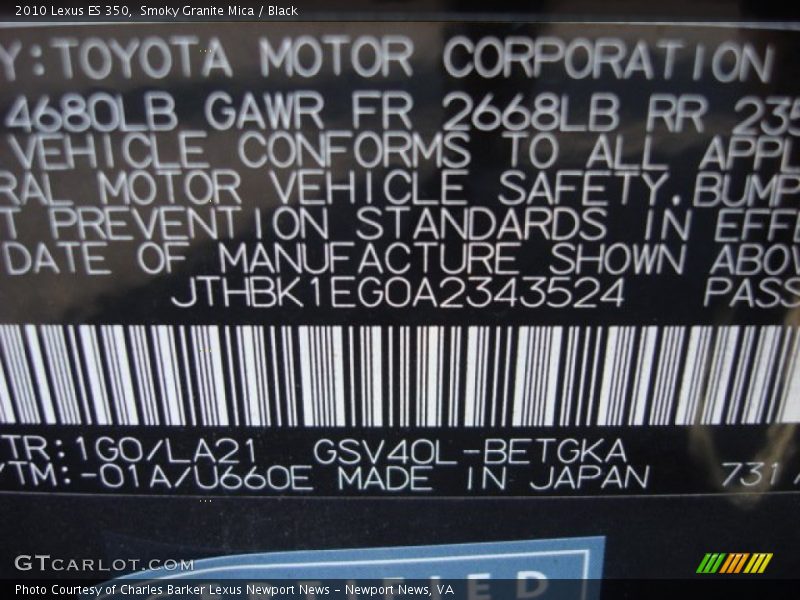 2010 Lexus ES 350, Smoky Granite Mica / Black
Y:TOYOTA MOTOR CORPORATION
4680LB GAWR FR 2668LB RR 235
VEHICLE CONFORMS TO ALL APPL
RAL MOTOR VEHICLE SAFETY, BUMP
T PREVENTION STANDARDS IN EFFE
DATE OF MANUFACTURE SHOWN ABOV
JTHBK1EG0A2343524 PASS
TR:1G0/LA21 GSV40L-BETGKA
/TM:-01A/U660E MADE IN JAPAN 731
GTCARLOT.COM
CERTIFIED
Photo Courtesy of Charles Barker Lexus Newport News – Newport News, VA